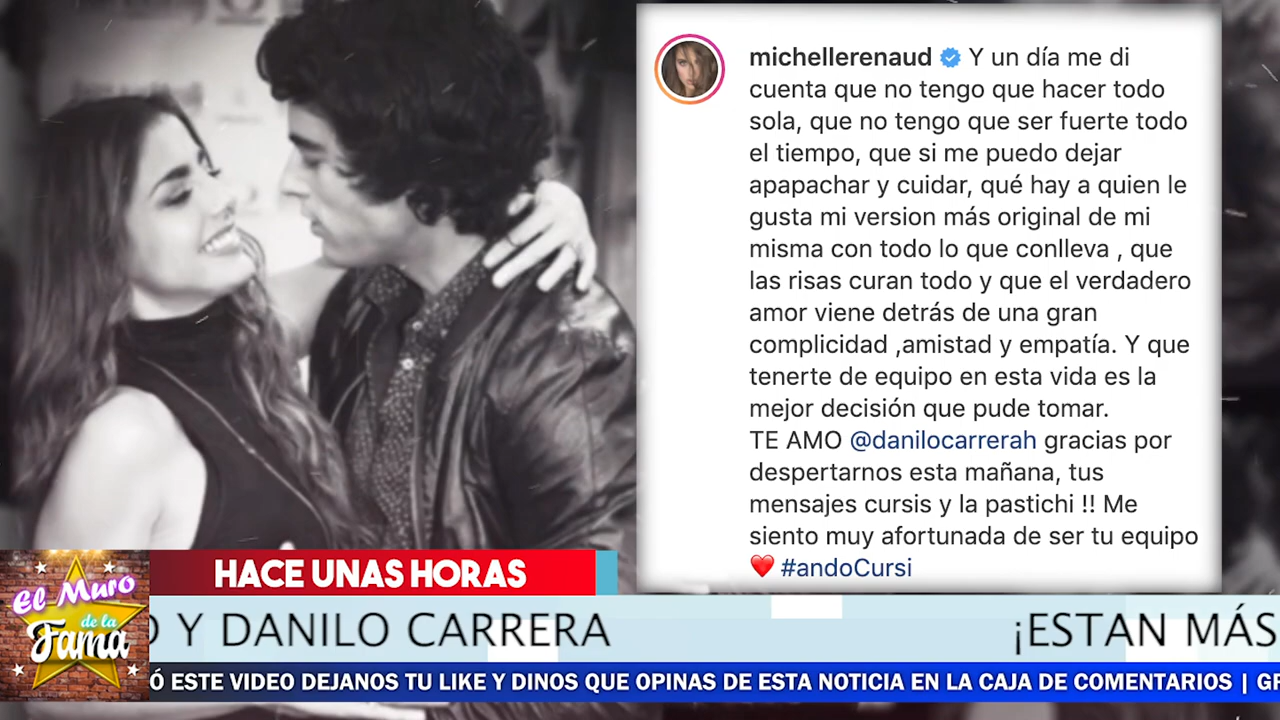 michellerenaud Y un día me di
cuenta que no tengo que hacer todo
sola, que no tengo que ser fuerte todo
el tiempo, que si me puedo dejar
apapachar y cuidar, qué hay a quien le
gusta mi version más original de mi
misma con todo lo que conlleva , que
las risas curan todo y que el verdadero
amor viene detrás de una gran
complicidad ,amistad y empatía. Y que
tenerte de equipo en esta vida es la
mejor decisión que pude tomar.
TE AMO @danilocarrerah gracias por
despertarnos esta mañana, tus
mensajes cursis y la pastichi !! Me
siento muy afortunada de ser tu equipo
❤️ #andoCursi
El Muro
de la
Fama
HACE UNAS HORAS
O Y DANILO CARRERA ¡ESTAN MÁS
Ó ESTE VIDEO DEJANOS TU LIKE Y DINOS QUE OPINAS DE ESTA NOTICIA EN LA CAJA DE COMENTARIOS |